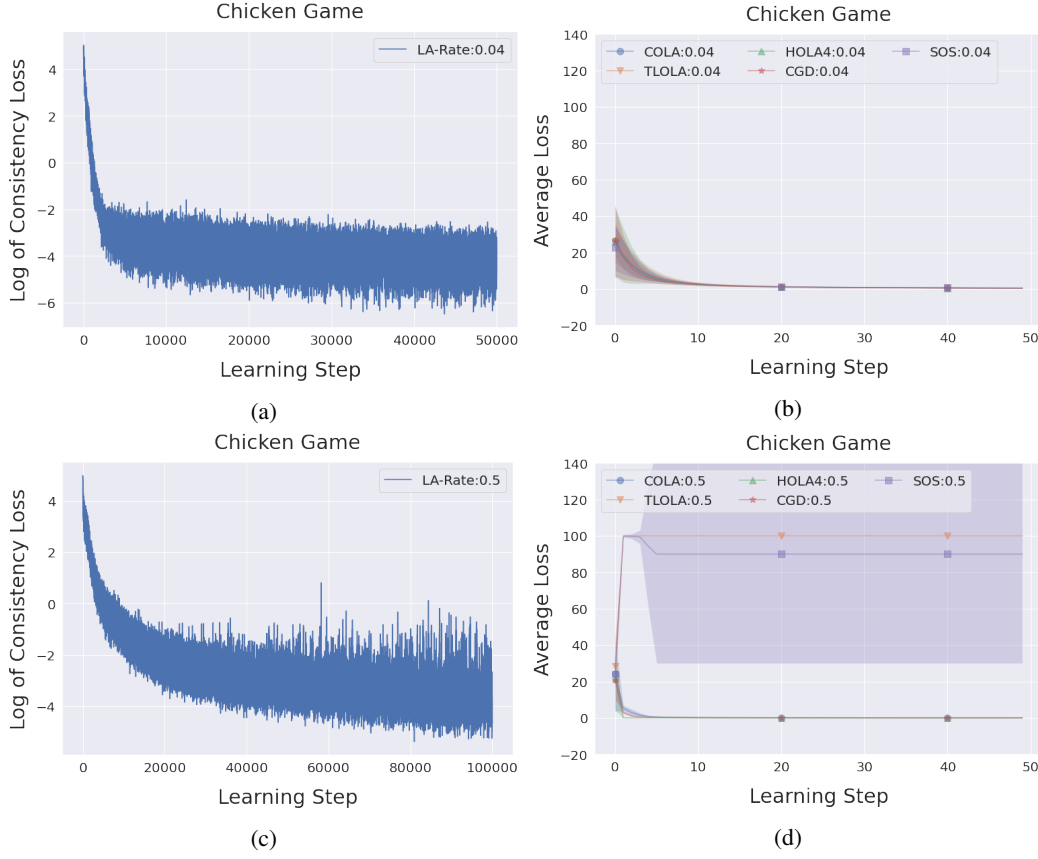 Chicken Game
LA-Rate:0.04
4
2
0
−2
−4
−6
Log of Consistency Loss
0 10000 20000 30000 40000 50000
Learning Step
(a)
Chicken Game
COLA:0.04 HOLA4:0.04 SOS:0.04
TLOLA:0.04 CGD:0.04
140
120
100
80
60
40
20
0
−20
Average Loss
0 10 20 30 40 50
Learning Step
(b)
Chicken Game
LA-Rate:0.5
4
2
0
−2
−4
Log of Consistency Loss
0 20000 40000 60000 80000 100000
Learning Step
(c)
Chicken Game
COLA:0.5 HOLA4:0.5 SOS:0.5
TLOLA:0.5 CGD:0.5
140
120
100
80
60
40
20
0
−20
Average Loss
0 10 20 30 40 50
Learning Step
(d)